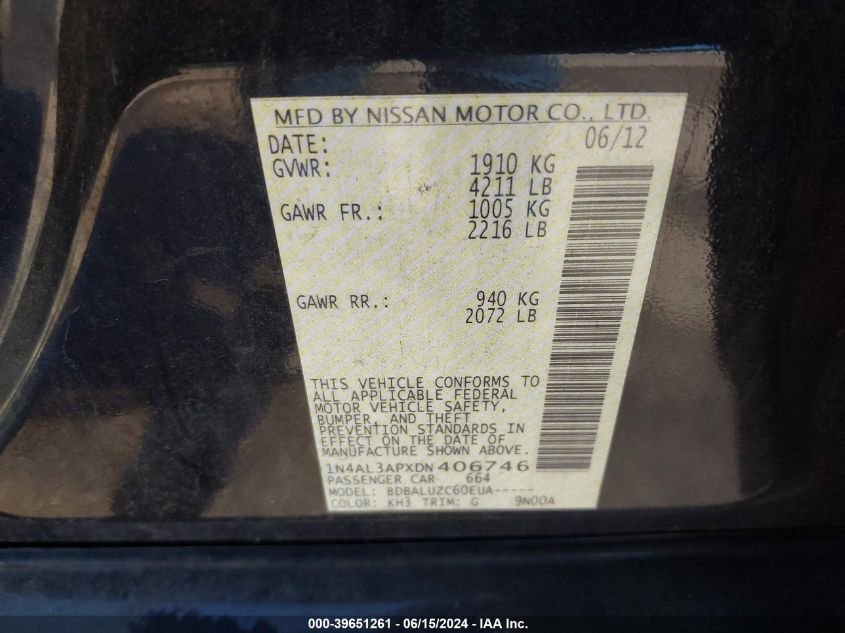 MFD BY NISSAN MOTOR CO., LTD.
DATE: 06/12
GVWR: 1910 KG
4211 LB
GAWR FR.: 1005 KG
2216 LB
GAWR RR.: 940 KG
2072 LB
THIS VEHICLE CONFORMS TO
ALL APPLICABLE FEDERAL
MOTOR VEHICLE SAFETY,
BUMPER, AND THEFT
PREVENTION STANDARDS IN
EFFECT ON THE DATE OF
MANUFACTURE SHOWN ABOVE.
1N4AL3APXDN406746
PASSENGER CAR 664
MODEL: BDBALUZC60EUA-----
COLOR: KH3 TRIM: G 9N00A
000-39651261 - 06/15/2024 - IAA Inc.